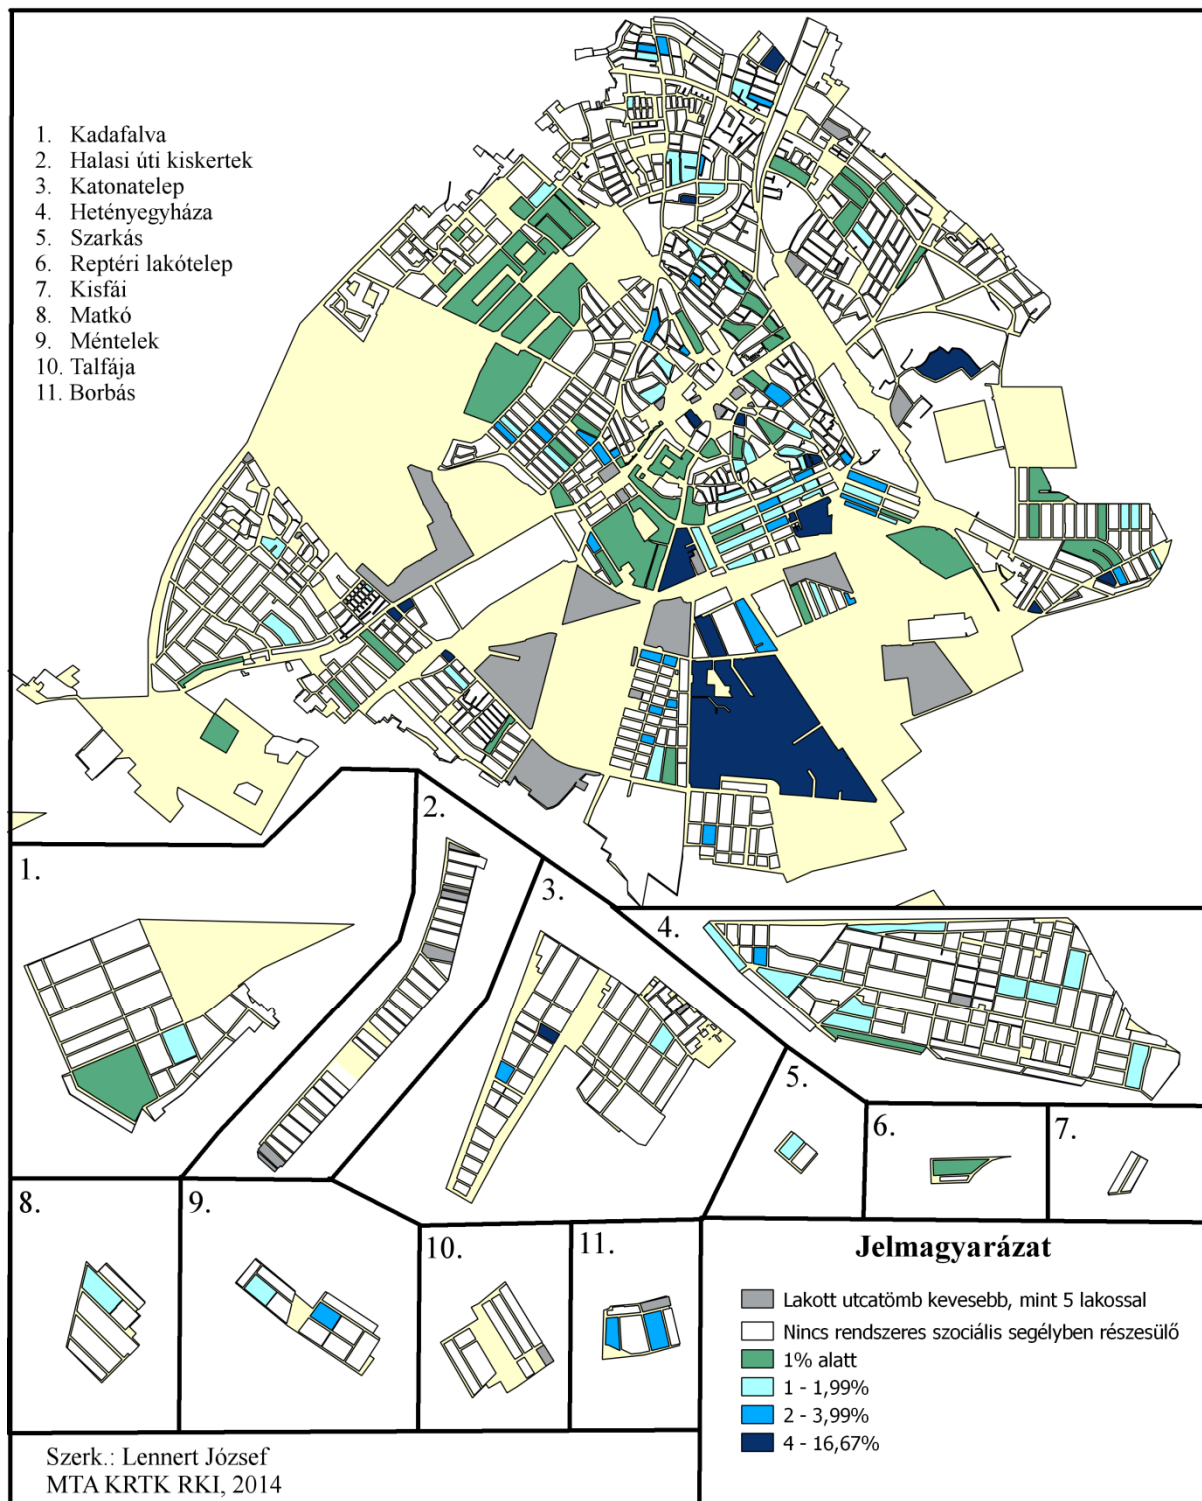 1. Kadafalva
2. Halasi úti kiskertek
3. Katonatelep
4. Hetényegyháza
5. Szarkás
6. Reptéri lakótelep
7. Kisfái
8. Matkó
9. Méntelek
10. Talfája
11. Borbás
1.
2.
3.
4.
5.
6.
7.
8.
9.
10.
11.
Jelmagyarázat
Lakott utcatömb kevesebb, mint 5 lakossal
Nincs rendszeres szociális segélyben részesülő
1% alatt
1 - 1,99%
2 - 3,99%
4 - 16,67%
Szerk.: Lennert József
MTA KRTK RKI, 2014